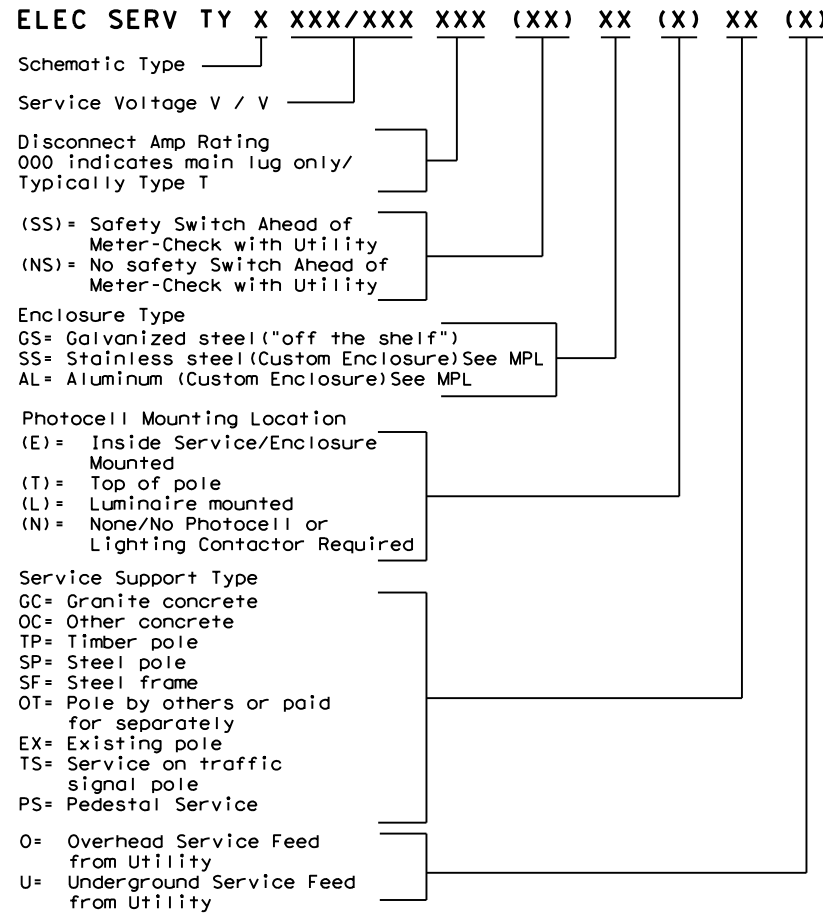 ELEC SERV TY X XXX/XXX XXX (XX) XX (X) XX (X)
Schematic Type
Service Voltage V / V
Disconnect Amp Rating
000 indicates main lug only/
Typically Type T
(SS)= Safety Switch Ahead of
Meter-Check with Utility
(NS)= No safety Switch Ahead of
Meter-Check with Utility
Enclosure Type
GS= Galvanized steel("off the shelf")
SS= Stainless steel(Custom Enclosure)See MPL
AL= Aluminum (Custom Enclosure)See MPL
Photocell Mounting Location
(E)= Inside Service/Enclosure
Mounted
(T)= Top of pole
(L)= Luminaire mounted
(N)= None/No Photocell or
Lighting Contactor Required
Service Support Type
GC= Granite concrete
OC= Other concrete
TP= Timber pole
SP= Steel pole
SF= Steel frame
OT= Pole by others or paid
for separately
EX= Existing pole
TS= Service on traffic
signal pole
PS= Pedestal Service
O= Overhead Service Feed
from Utility
U= Underground Service Feed
from Utility